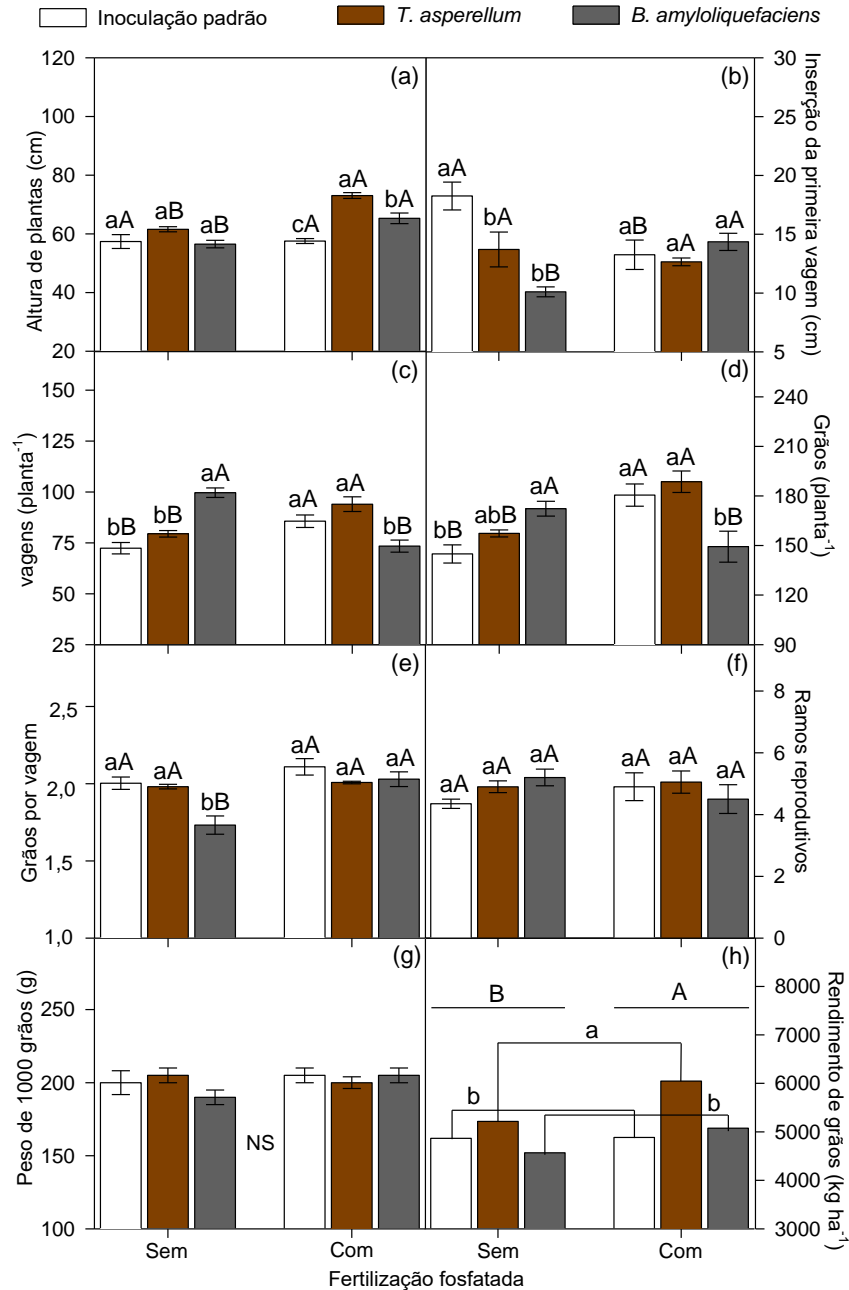 Inoculação padrão
T. asperellum
B. amyloliquefaciens
Altura de plantas (cm)
120
100
80
60
40
20
(a)
aA aB aB
cA aA bA
(b)
aA bA bB
aB aA aA
30
25
20
15
10
5
Inserção da primeira vagem (cm)
vagens (planta-1)
150
125
100
75
50
25
(c)
bB bB aA
aA aA bB
(d)
bB abB aA
aA aA bB
240
210
180
150
120
90
Grãos (planta-1)
Grãos por vagem
2,5
2,0
1,5
1,0
(e)
aA aA bB
aA aA aA
(f)
aA aA aA
aA aA aA
8
6
4
2
0
Ramos reprodutivos
Peso de 1000 grãos (g)
250
200
150
100
(g)
NS
(h)
B A
a
b b
8000
7000
6000
5000
4000
3000
Rendimento de grãos (kg ha-1)
Sem Com Sem Com
Fertilização fosfatada